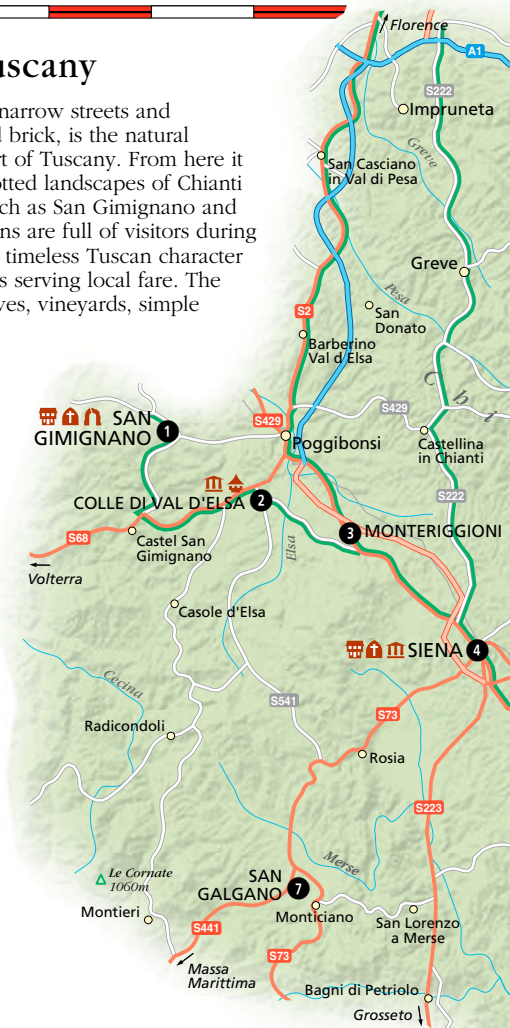 uscany
narrow streets and
d brick, is the natural
rt of Tuscany. From here it
otted landscapes of Chianti
ch as San Gimignano and
ns are full of visitors during
timeless Tuscan character
s serving local fare. The
ves, vineyards, simple
Florence
A1
S222
Impruneta
Greve
San Casciano
in Val di Pesa
Greve
Pesa
San
Donato
S2
Barberino
Val d'Elsa
Chi
S429
S429
SAN
GIMIGNANO
1
Poggibonsi
Castellina
in Chianti
COLLE DI VAL D'ELSA
2
S222
3
MONTERIGGIONI
S68
Castel San
Gimignano
Elsa
Volterra
Casole d'Elsa
SIENA
4
Cecina
S541
S73
Radicondoli
Rosia
S223
Merse
Le Cornate
1060m
SAN
GALGANO
7
Montieri
Monticiano
San Lorenzo
a Merse
S441
S73
Massa
Marittima
Bagni di Petriolo
Grosseto